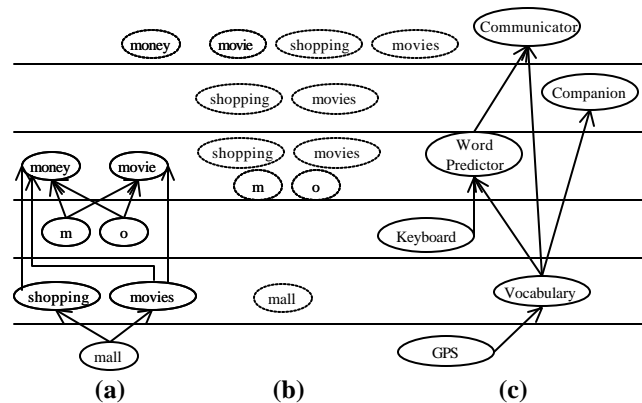 money movie shopping movies Communicator
shopping movies Companion
money movie shopping movies Word
Predictor
m o
m o Keyboard
shopping movies mall Vocabulary
mall GPS
(a) (b) (c)